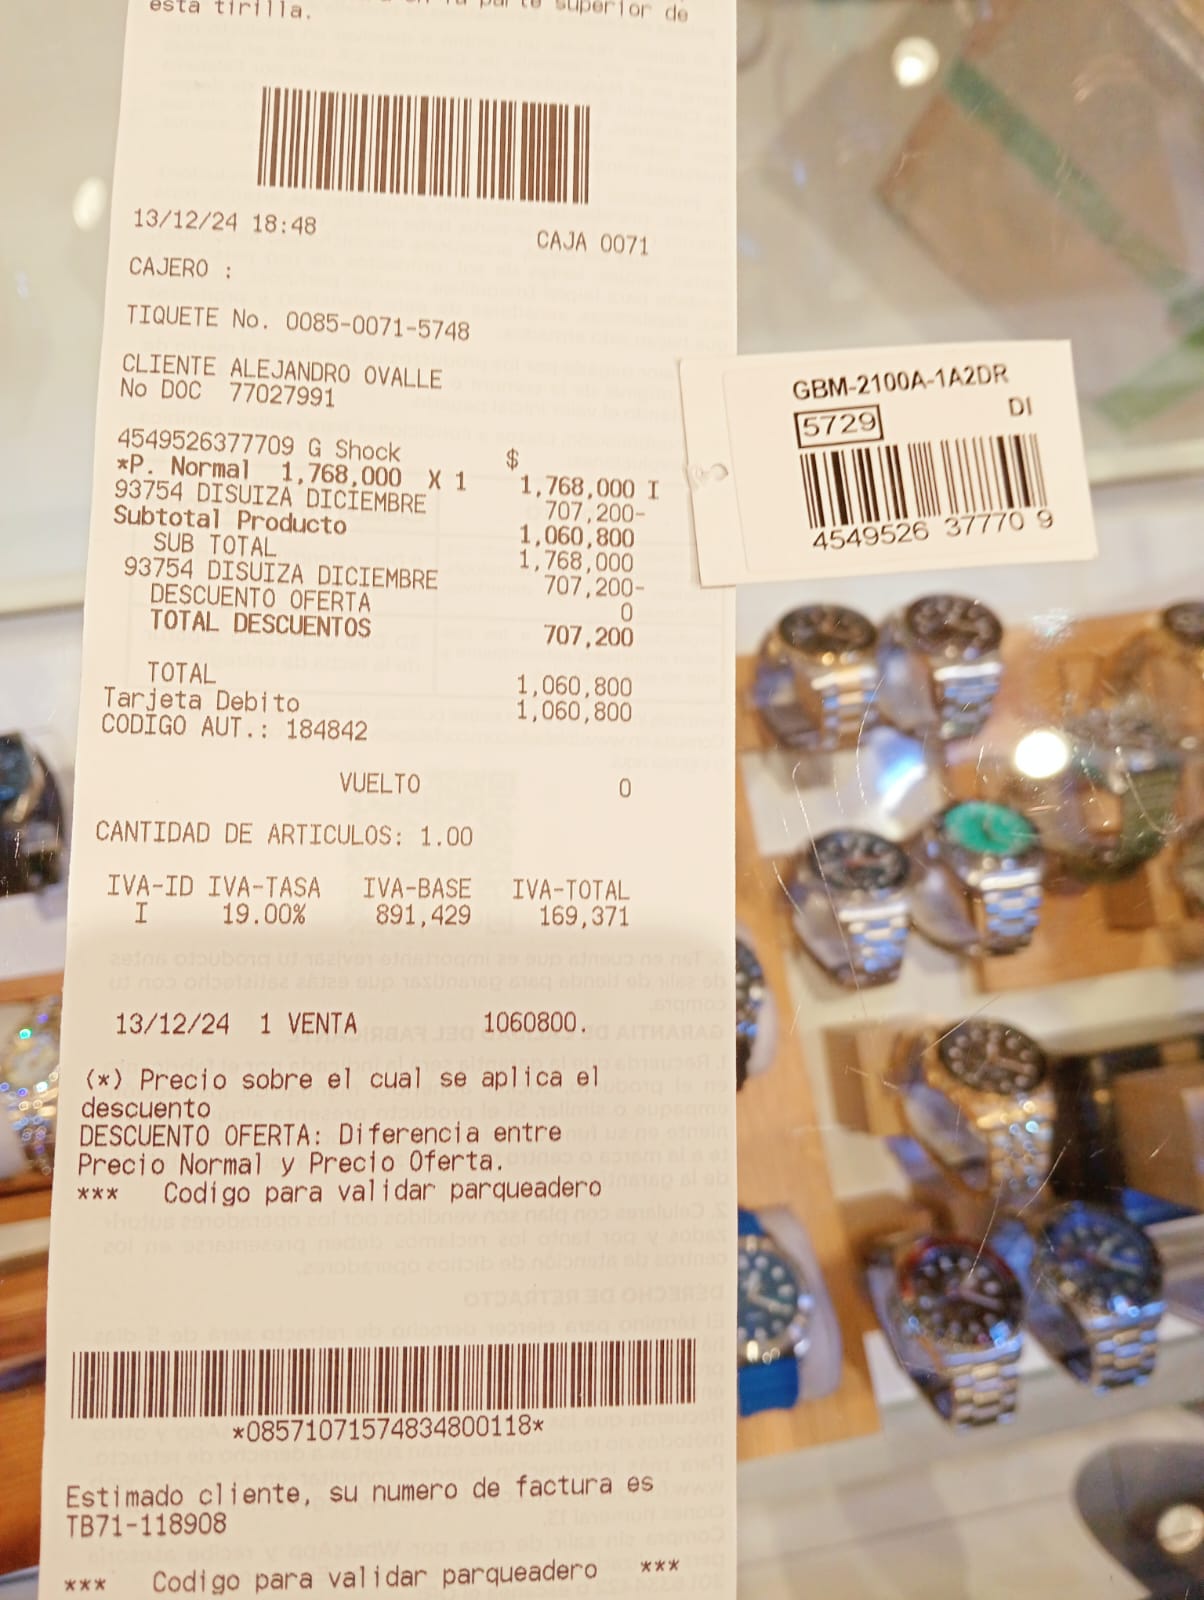 esta tirilla.
superior de
13/12/24 18:48 CAJA 0071
CAJERO :
TIQUETE No. 0085-0071-5748
CLIENTE ALEJANDRO OVALLE
No DOC 77027991
4549526377709 G Shock $
*P. Normal 1,768,000 X 1 1,768,000 I
93754 DISUIZA DICIEMBRE 707,200-
Subtotal Producto 1,060,800
SUB TOTAL 1,768,000
93754 DISUIZA DICIEMBRE 707,200-
DESCUENTO OFERTA 0
TOTAL DESCUENTOS 707,200
TOTAL 1,060,800
Tarjeta Debito 1,060,800
CODIGO AUT.: 184842
VUELTO 0
CANTIDAD DE ARTICULOS: 1.00
IVA-ID IVA-TASA IVA-BASE IVA-TOTAL
I 19.00% 891,429 169,371
13/12/24 1 VENTA 1060800.
(*) Precio sobre el cual se aplica el
descuento
DESCUENTO OFERTA: Diferencia entre
Precio Normal y Precio Oferta.
*** Codigo para validar parqueadero
*08571071574834800118*
Estimado cliente, su numero de factura es
TB71-118908
*** Codigo para validar parqueadero ***
GBM-2100A-1A2DR
5729 DI
4549526 37770 9